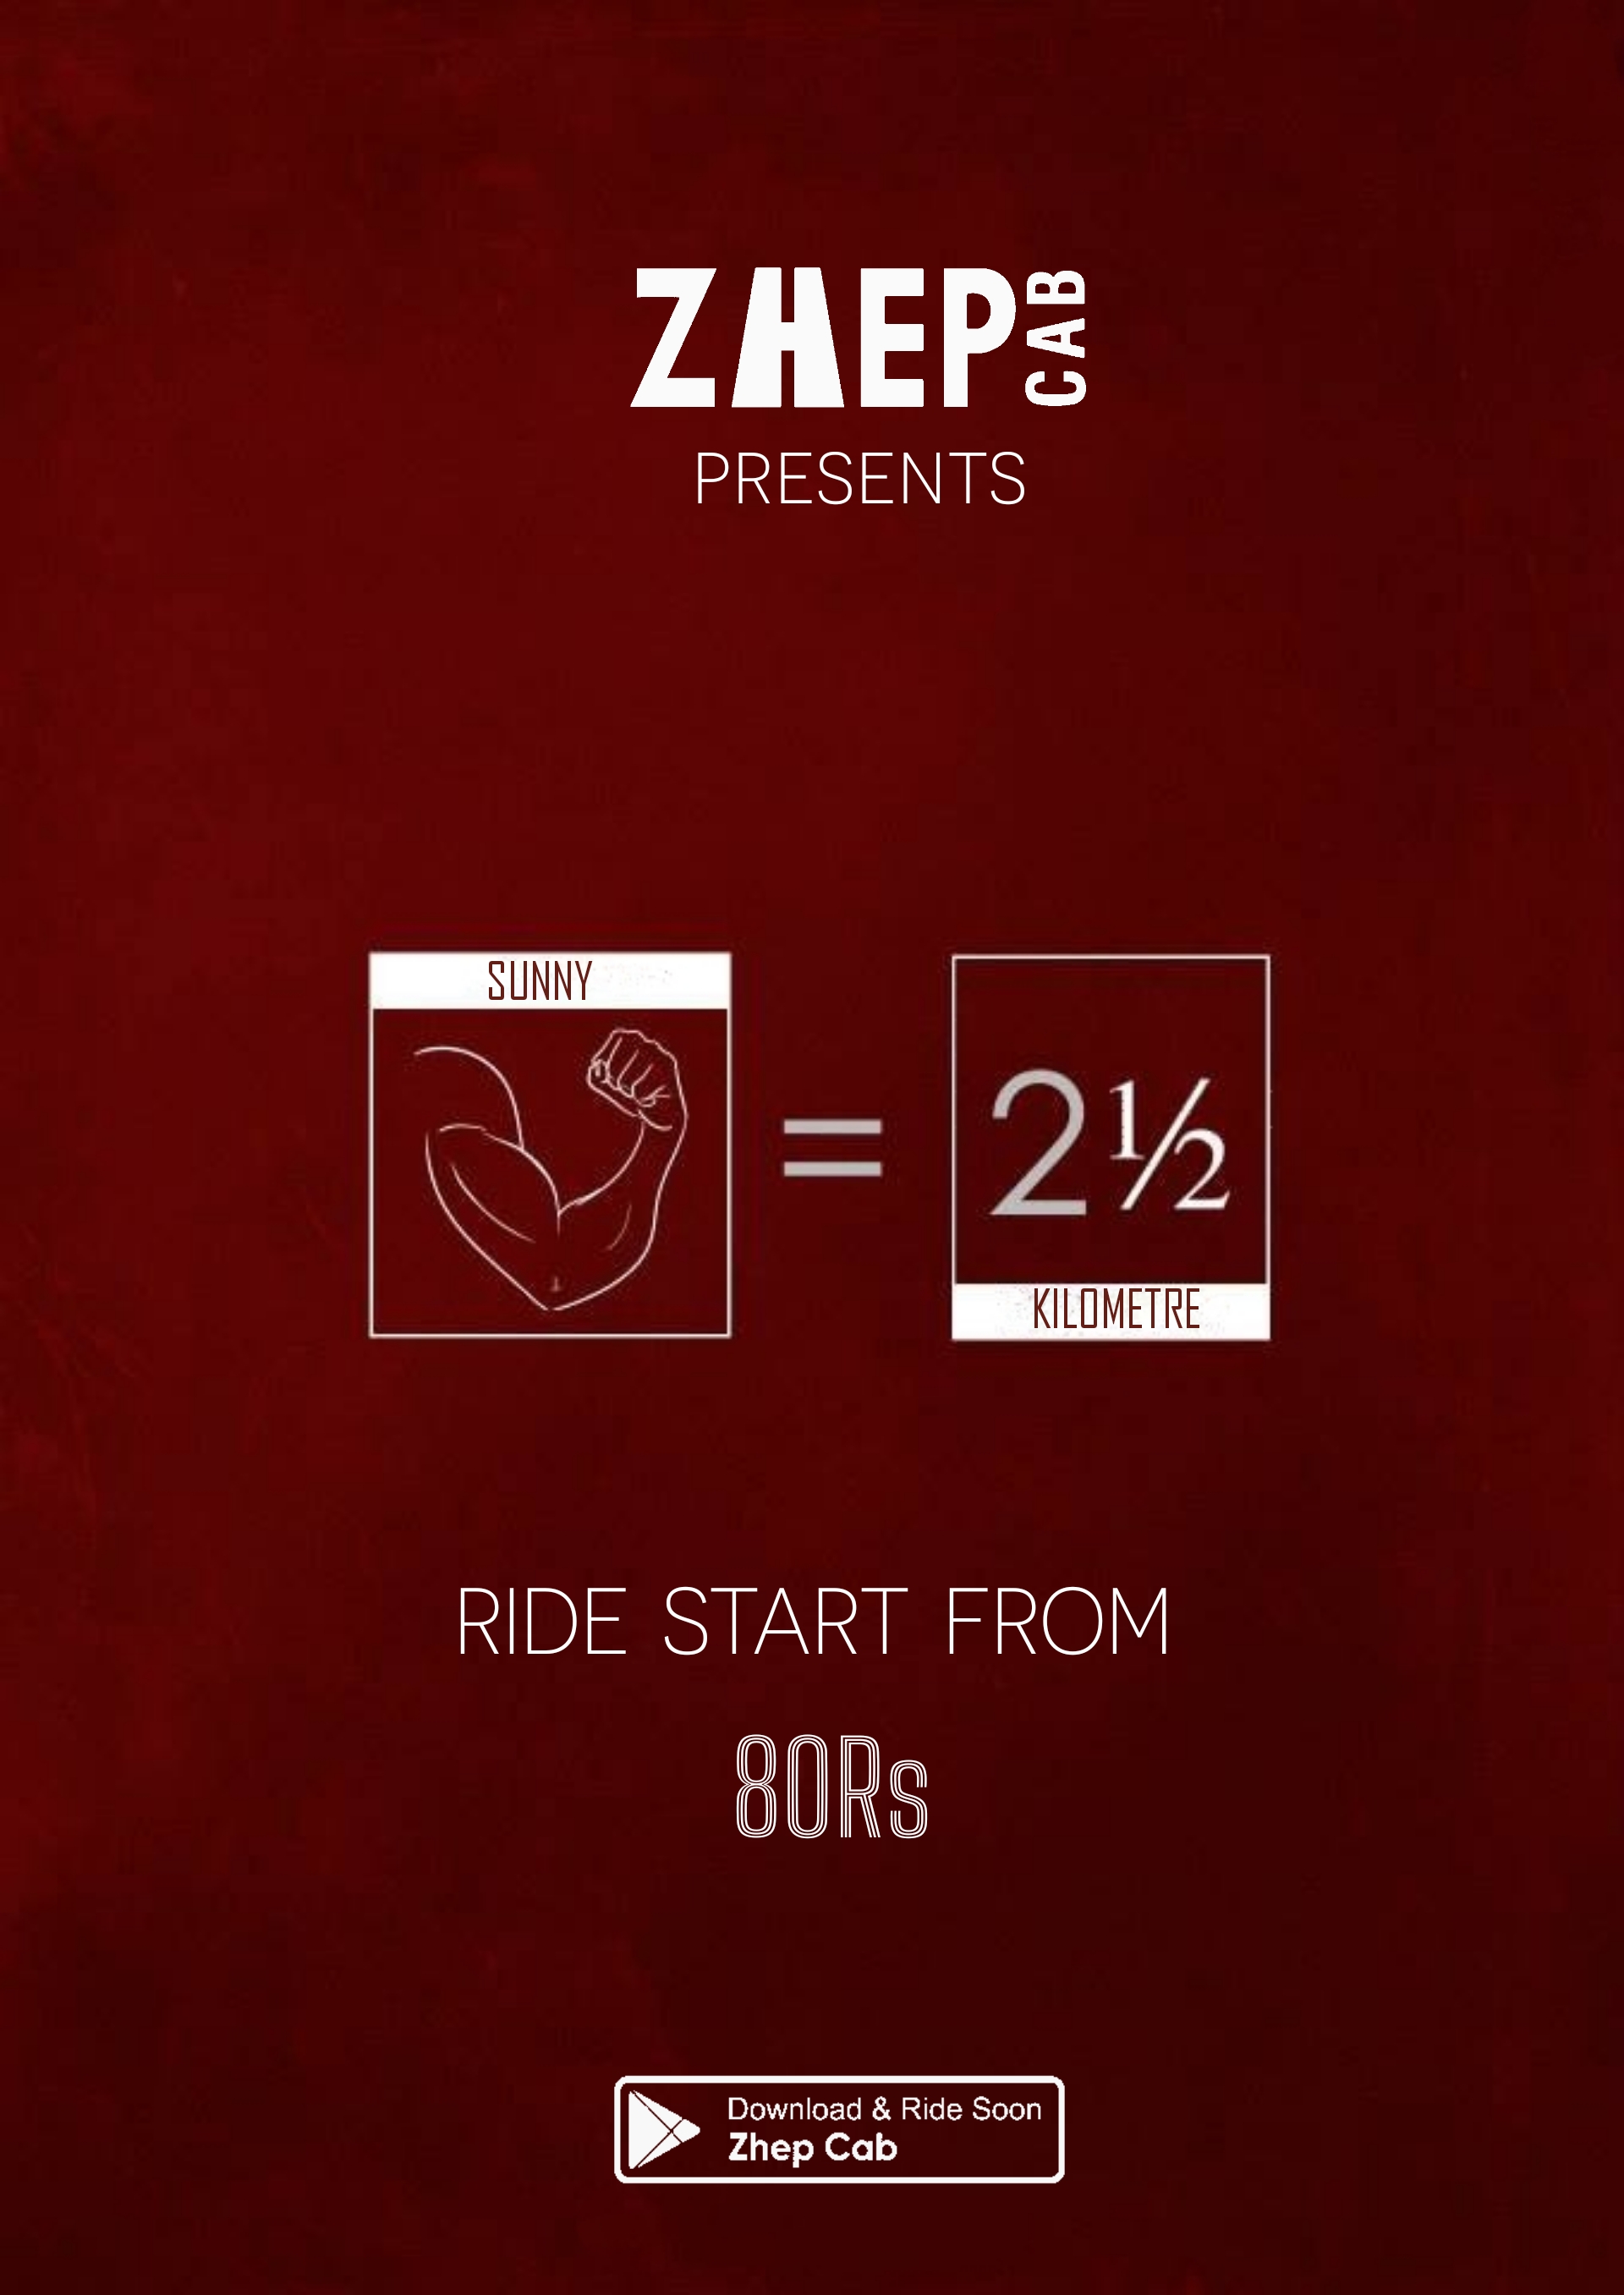 ZHEP CAB
PRESENTS
SUNNY
=
2½
KILOMETRE
RIDE START FROM
80Rs
Download & Ride Soon
Zhep Cab